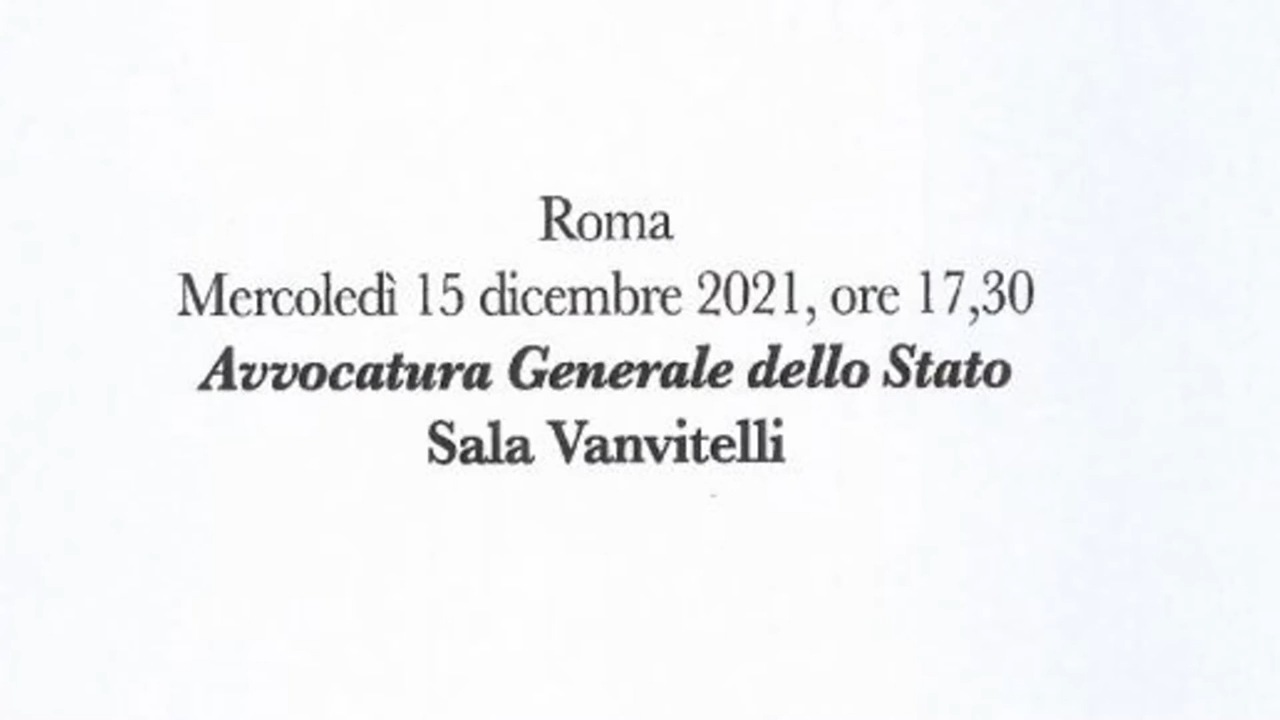 Roma
Mercoledì 15 dicembre 2021, ore 17,30
Avvocatura Generale dello Stato
Sala Vanvitelli